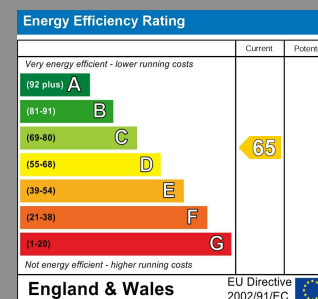 Energy Efficiency Rating
Current Potent
Very energy efficient - lower running costs
(92 plus) A
(81-91) B
(69-80) C
65
(55-68) D
(39-54) E
(21-38) F
(1-20) G
Not energy efficient - higher running costs
England & Wales
EU Directive
2002/91/EC